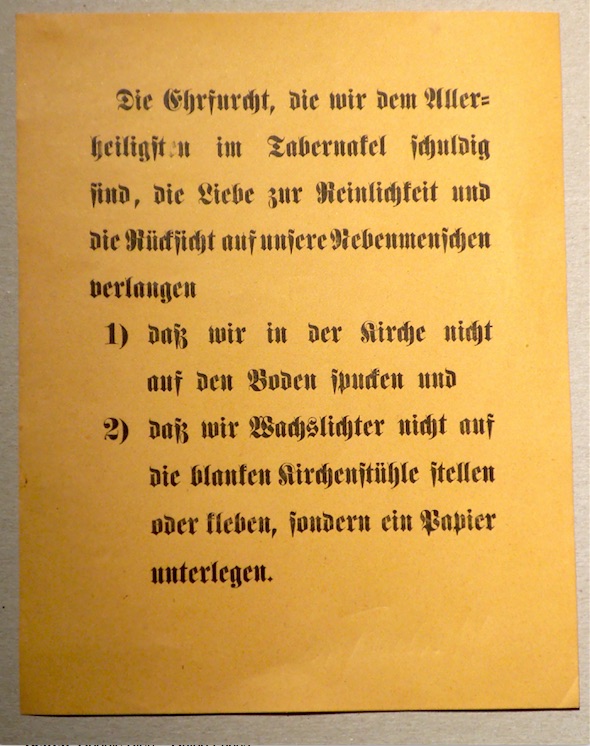 Die Ehrfurcht, die wir dem Aller-
heiligsten im Tabernakel schuldig
sind, die Liebe zur Reinlichkeit und
die Rücksicht auf unsere Nebenmenschen
verlangen
1) daß wir in der Kirche nicht
auf den Boden spucken und
2) daß wir Wachslichter nicht auf
die blanken Kirchenstühle stellen
oder kleben, sondern ein Papier
unterlegen.